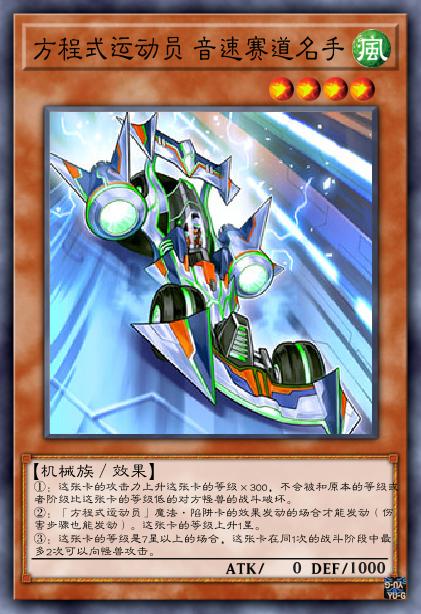 方程式运动员 音速赛道名手
風
【机械族／效果】
①：这张卡的攻击力上升这张卡的等级×300，不会被和原本的等级或
者阶级比这张卡的等级低的对方怪兽的战斗破坏。
②：「方程式运动员」魔法·陷阱卡的效果发动的场合才能发动（伤
害步骤也能发动）。这张卡的等级上升1星。
③：这张卡的等级是7星以上的场合，这张卡在同1次的战斗阶段中最
多2次可以向怪兽攻击。
ATK/ 0 DEF/1000